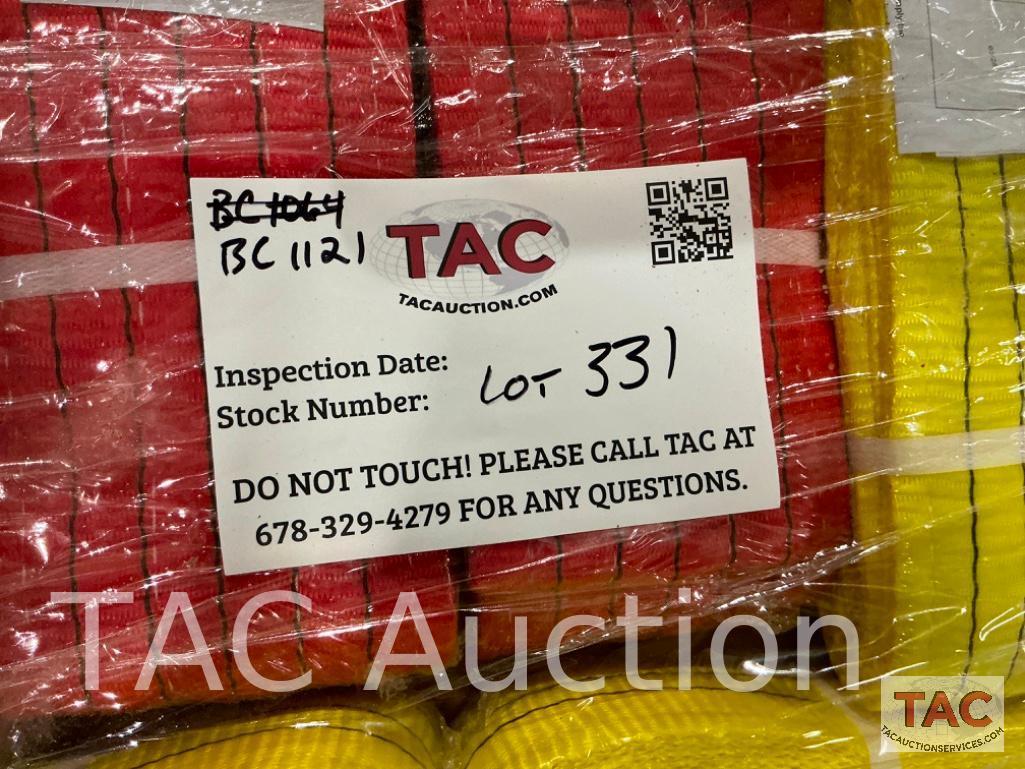 BC 1064
BC 1121
TAC
TACAUCTION.COM
Inspection Date:
Stock Number:
LOT 331
DO NOT TOUCH! PLEASE CALL TAC AT
678-329-4279 FOR ANY QUESTIONS.
TAC Auction
TAC
TACAUCTIONSERVICES.COM